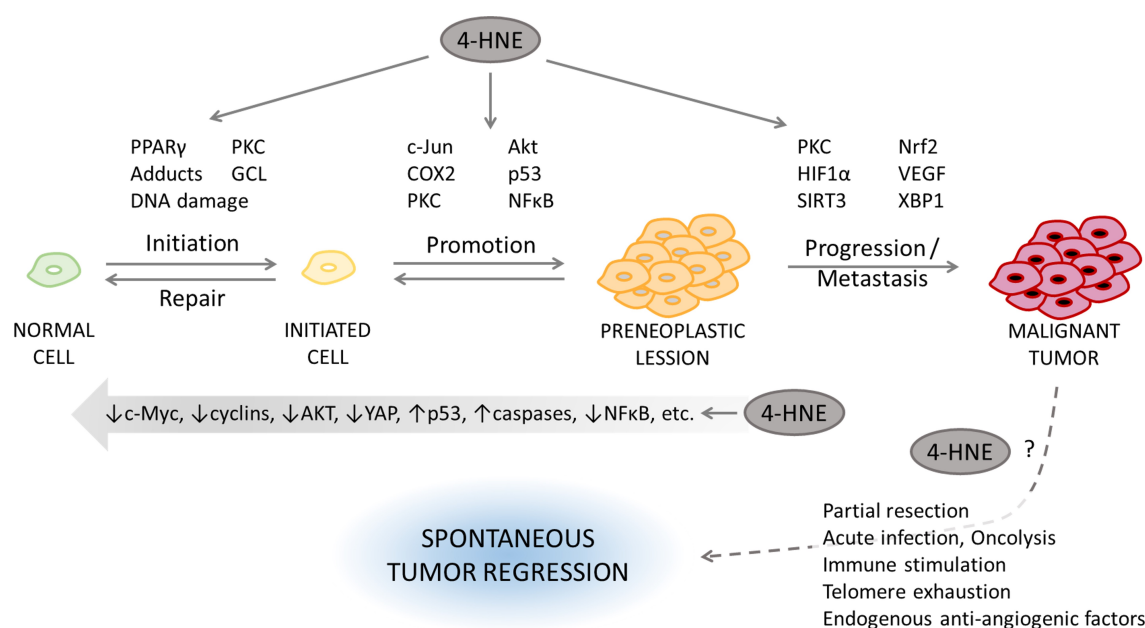 4-HNE
PPARγ PKC
Adducts GCL
DNA damage
c-Jun Akt
COX2 p53
PKC NFκB
PKC Nrf2
HIF1α VEGF
SIRT3 XBP1
Initiation
Repair
Promotion
Progression /
Metastasis
NORMAL
CELL
INITIATED
CELL
PRENEOPLASTIC
LESION
MALIGNANT
TUMOR
↓c-Myc, ↓cyclins, ↓AKT, ↓YAP, ↑p53, ↑caspases, ↓NFκB, etc.
4-HNE
4-HNE ?
SPONTANEOUS
TUMOR REGRESSION
Partial resection
Acute infection, Oncolysis
Immune stimulation
Telomere exhaustion
Endogenous anti-angiogenic factors